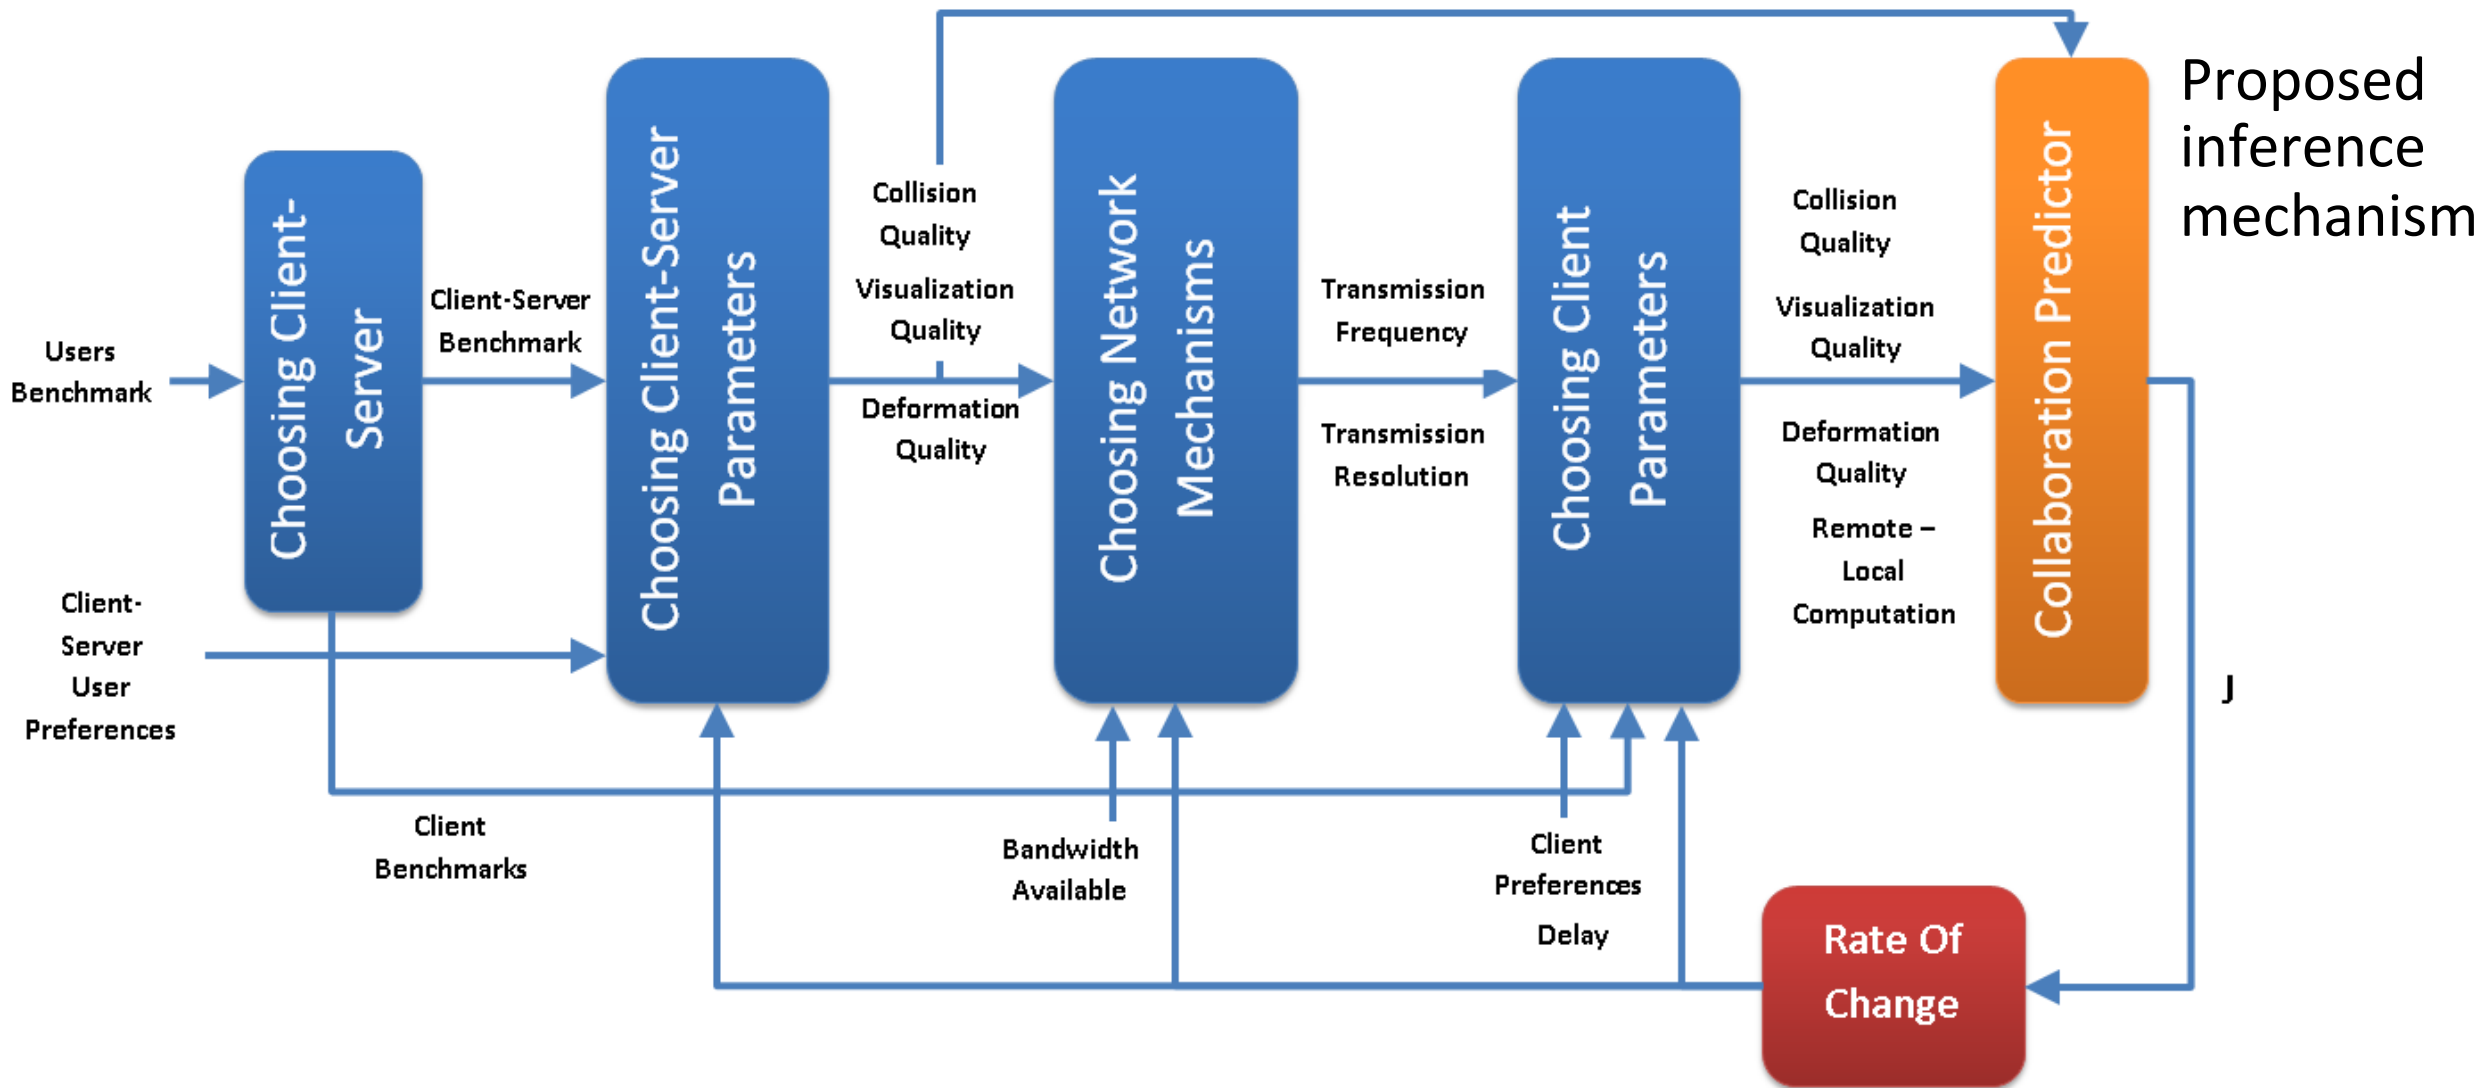 Users
Benchmark
Client-
Server
User
Preferences
Choosing Client-
Server
Client-Server
Benchmark
Client
Benchmarks
Choosing Client-Server
Parameters
Collision
Quality
Visualization
Quality
Deformation
Quality
Choosing Network
Mechanisms
Bandwidth
Available
Transmission
Frequency
Transmission
Resolution
Choosing Client
Parameters
Client
Preferences
Delay
Collision
Quality
Visualization
Quality
Deformation
Quality
Remote –
Local
Computation
Collaboration Predictor
Proposed
inference
mechanism
J
Rate Of
Change